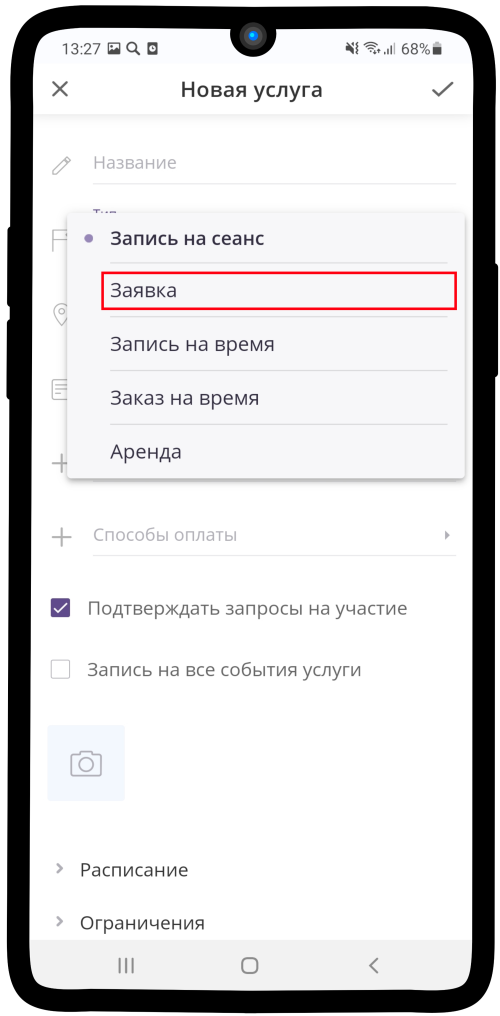 13:27 68%
Новая услуга
Название
Тип
Запись на сеанс
Заявка
Запись на время
Заказ на время
Аренда
Способы оплаты
Подтверждать запросы на участие
Запись на все события услуги
Расписание
Ограничения